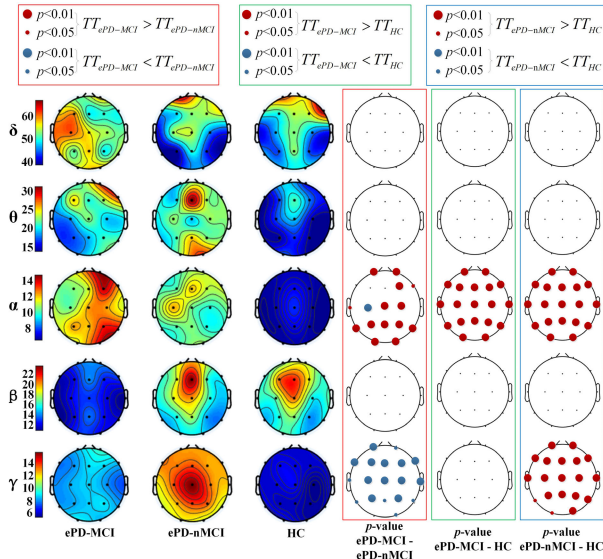 p<0.01
p<0.05
TT_ePD-MCI > TT_ePD-nMCI
p<0.01
p<0.05
TT_ePD-MCI < TT_ePD-nMCI
p<0.01
p<0.05
TT_ePD-MCI > TT_HC
p<0.01
p<0.05
TT_ePD-MCI < TT_HC
p<0.01
p<0.05
TT_ePD-nMCI > TT_HC
p<0.01
p<0.05
TT_ePD-nMCI < TT_HC
δ
60
50
40
θ
30
25
20
15
α
14
12
10
8
β
22
20
18
16
14
12
γ
14
12
10
8
6
ePD-MCI
ePD-nMCI
HC
p-value
ePD-MCI -
ePD-nMCI
p-value
ePD-MCI - HC
p-value
ePD-nMCI - HC